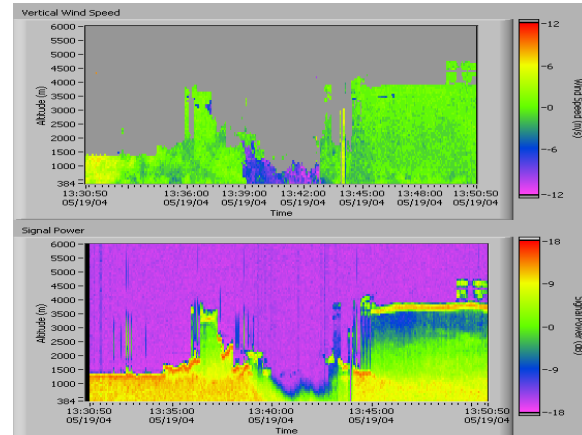 Vertical Wind Speed
6000
5500
5000
4500
4000
3500
3000
2500
2000
1500
1000
384
Altitude (m)
13:30:50 13:36:00 13:39:00 13:42:00 13:45:00 13:48:00 13:50:50
05/19/04 05/19/04 05/19/04 05/19/04 05/19/04 05/19/04 05/19/04
Time
12
6
0
-6
-12
Wind Speed (m/s)
Signal Power
6000
5500
5000
4500
4000
3500
3000
2500
2000
1500
1000
384
Altitude (m)
13:30:50 13:35:00 13:40:00 13:45:00 13:50:50
05/19/04 05/19/04 05/19/04 05/19/04 05/19/04
Time
18
9
0
-9
-18
Signal Power (dB)